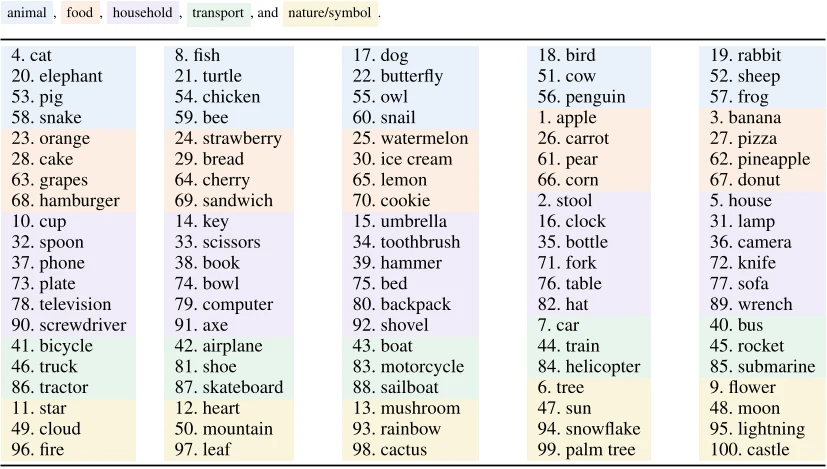 animal , food , household , transport , and nature/symbol .
4. cat 8. fish 17. dog 18. bird 19. rabbit
20. elephant 21. turtle 22. butterfly 51. cow 52. sheep
53. pig 54. chicken 55. owl 56. penguin 57. frog
58. snake 59. bee 60. snail 1. apple 3. banana
23. orange 24. strawberry 25. watermelon 26. carrot 27. pizza
28. cake 29. bread 30. ice cream 61. pear 62. pineapple
63. grapes 64. cherry 65. lemon 66. corn 67. donut
68. hamburger 69. sandwich 70. cookie 2. stool 5. house
10. cup 14. key 15. umbrella 16. clock 31. lamp
32. spoon 33. scissors 34. toothbrush 35. bottle 36. camera
37. phone 38. book 39. hammer 71. fork 72. knife
73. plate 74. bowl 75. bed 76. table 77. sofa
78. television 79. computer 80. backpack 82. hat 89. wrench
90. screwdriver 91. axe 92. shovel 7. car 40. bus
41. bicycle 42. airplane 43. boat 44. train 45. rocket
46. truck 81. shoe 83. motorcycle 84. helicopter 85. submarine
86. tractor 87. skateboard 88. sailboat 6. tree 9. flower
11. star 12. heart 13. mushroom 47. sun 48. moon
49. cloud 50. mountain 93. rainbow 94. snowflake 95. lightning
96. fire 97. leaf 98. cactus 99. palm tree 100. castle